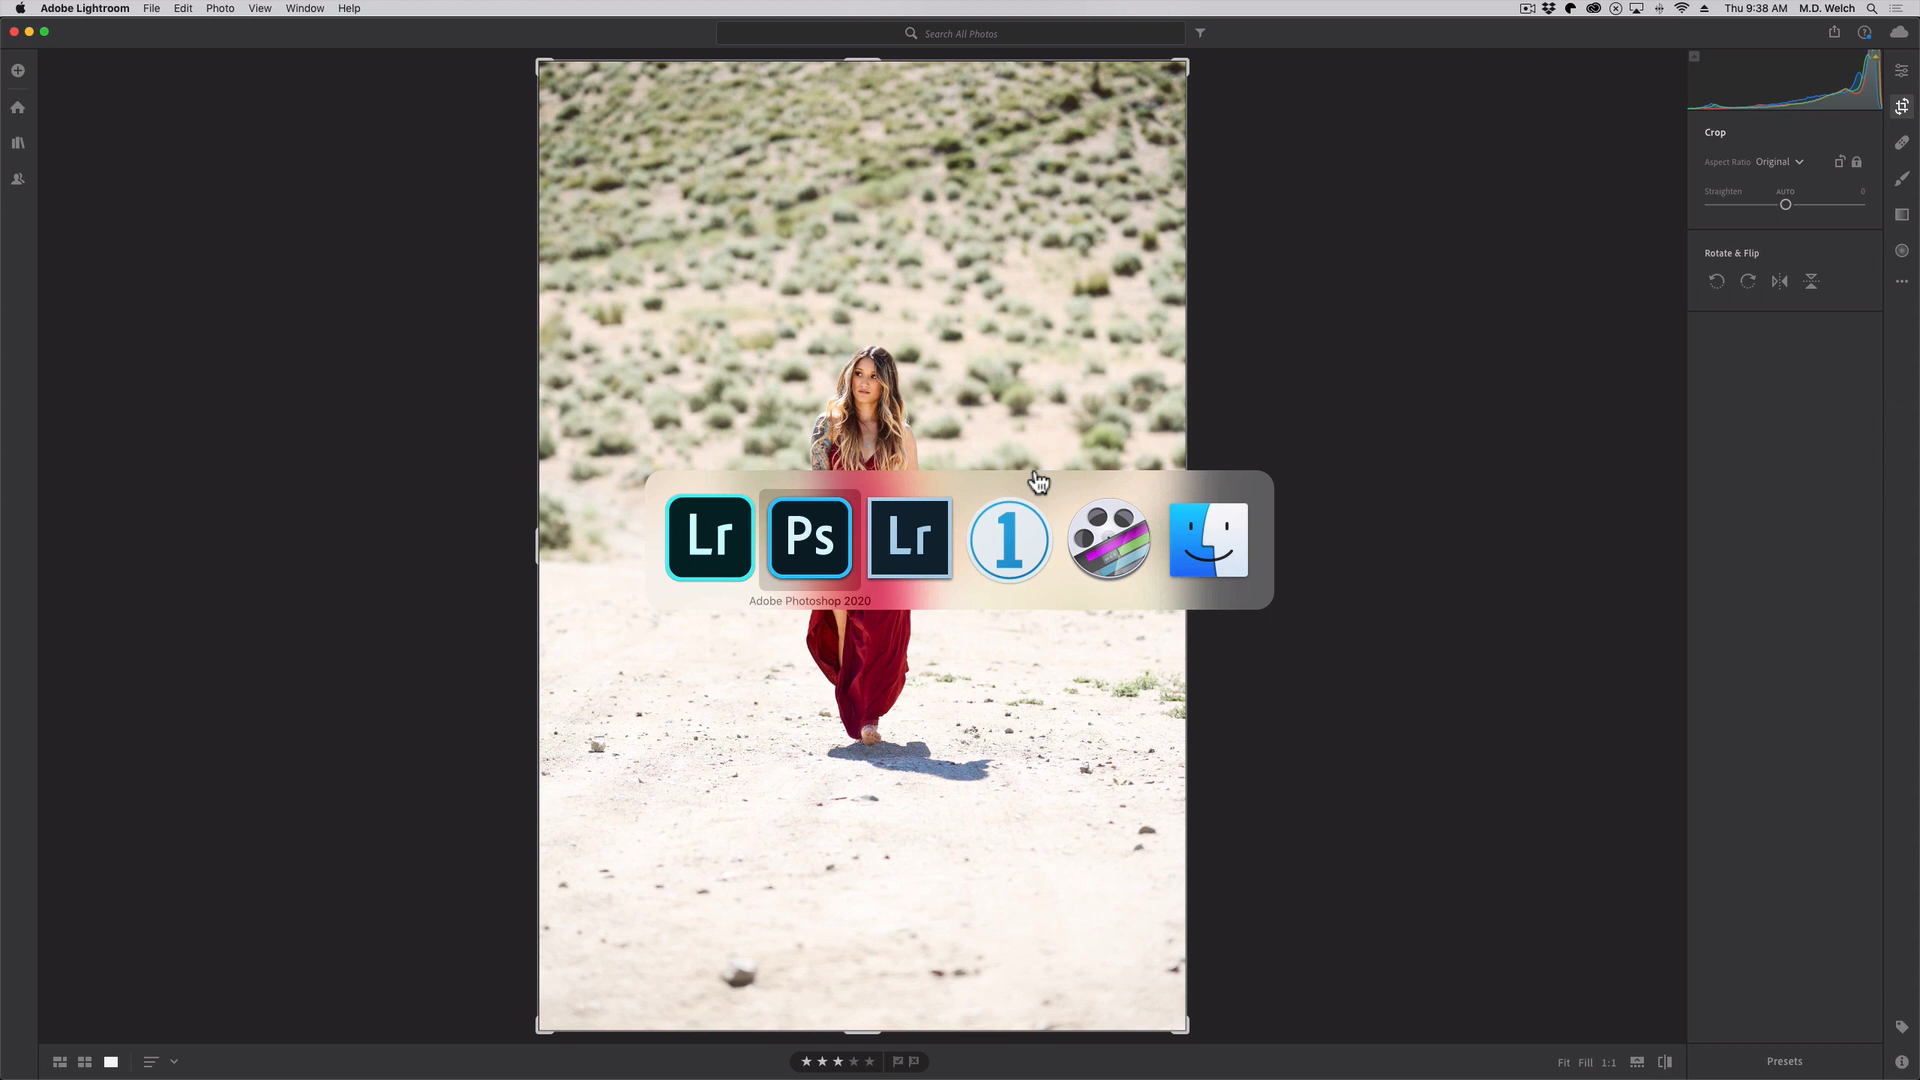 Adobe Lightroom File Edit Photo View Window Help
Thu 9:38 AM M.D. Welch
Search All Photos
Crop
Aspect Ratio Original
Straighten AUTO 0
Rotate & Flip
Lr Ps Lr 1
Adobe Photoshop 2020
Fit Fill 1:1
Presets